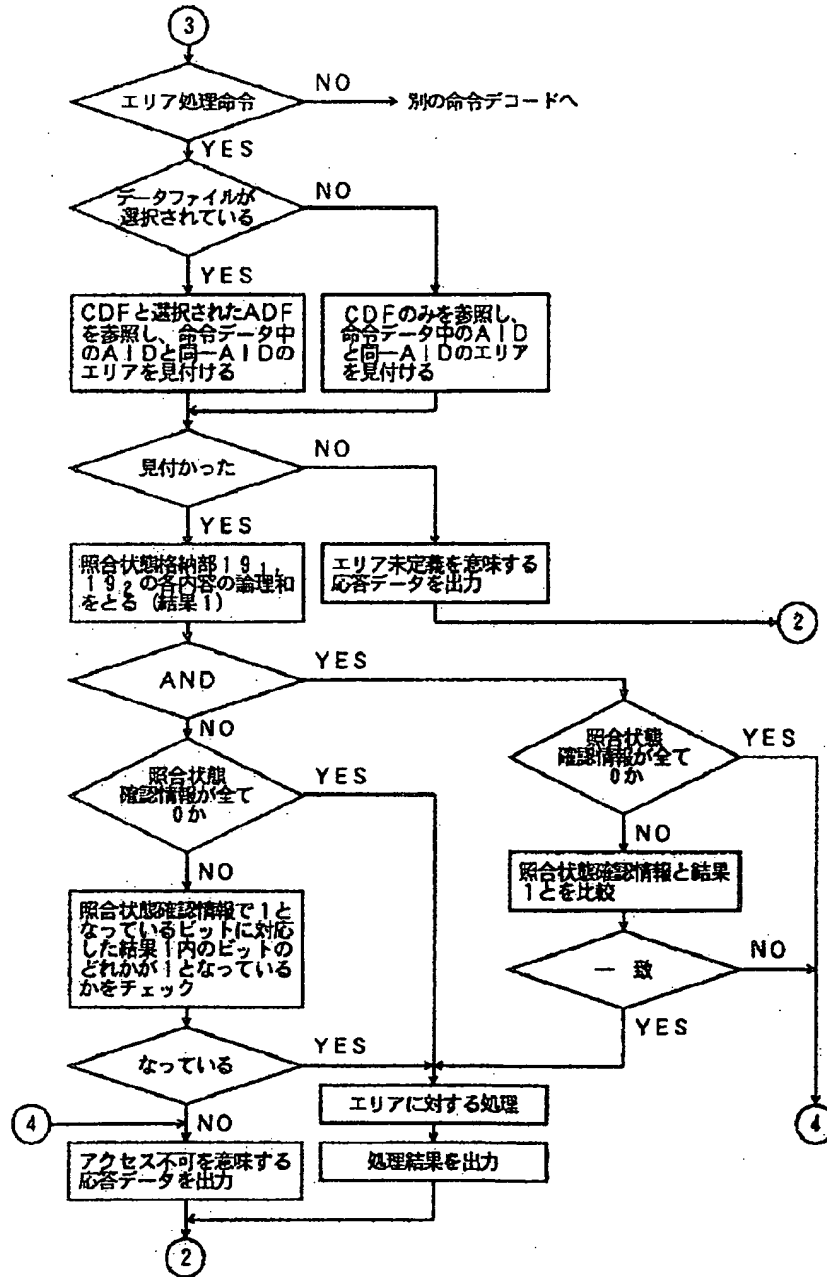 3
エリア処理命令
NO
別の命令デコードへ
YES
データファイルが
選択されている
NO
YES
CDFと選択されたADF
を参照し、命令データ中
のAIDと同一AIDの
エリアを見付ける
CDFのみを参照し、
命令データ中のAID
と同一AIDのエリア
を見付ける
見付かった
NO
YES
照合状態格納部19₁,
19₂の各内容の論理和
をとる(結果1)
エリア未定義を意味する
応答データを出力
2
AND
YES
NO
照合状態
確認情報が全て
0か
YES
NO
照合状態
確認情報が全て
0か
YES
NO
照合状態確認情報と結果
1とを比較
照合状態確認情報で1と
なっているビットに対応
した結果1内のビットの
どれかが1となっている
かをチェック
一致
NO
YES
なっている
YES
NO
4
エリアに対する処理
4
アクセス不可を意味する
応答データを出力
処理結果を出力
2